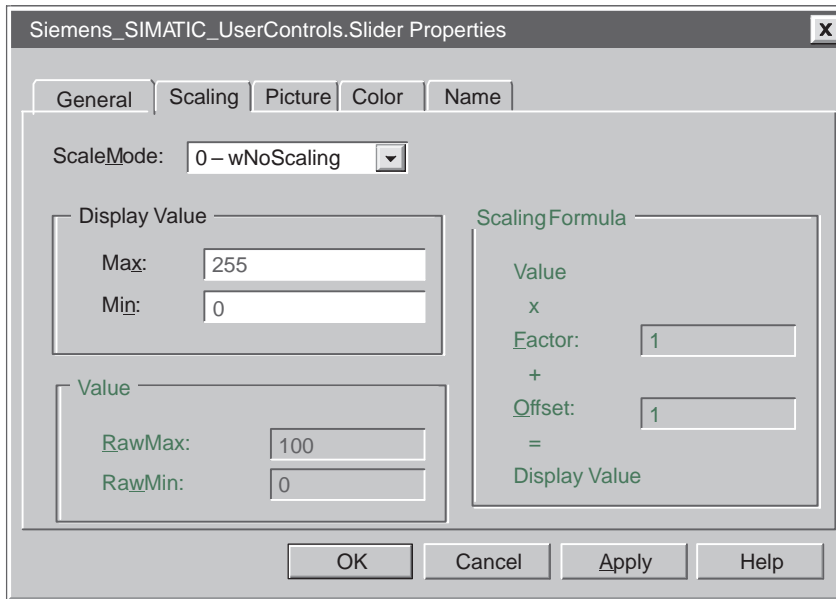 Siemens_SIMATIC_UserControls.Slider Properties
X
General Scaling Picture Color Name
ScaleMode: 0 – wNoScaling
Display Value
Max: 255
Min: 0
Value
RawMax: 100
RawMin: 0
Scaling Formula
Value
x
Factor: 1
+
Offset: 1
=
Display Value
OK Cancel Apply Help